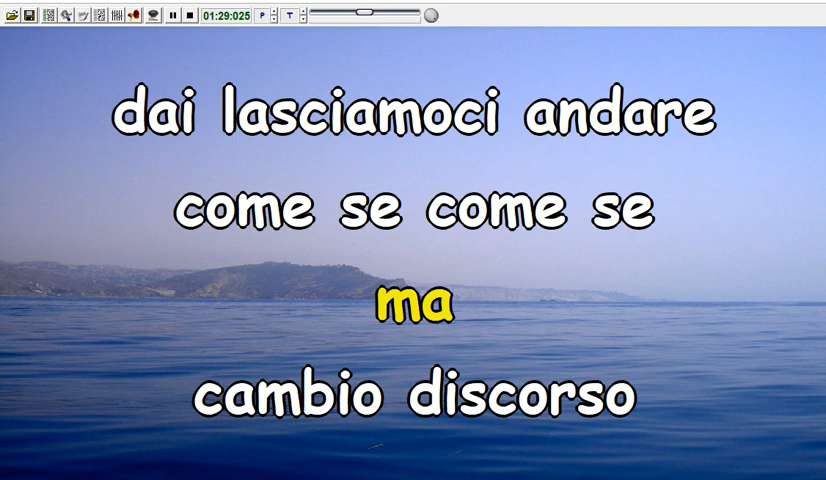 01:29:025 P T
dai lasciamoci andare
come se come se
ma
cambio discorso